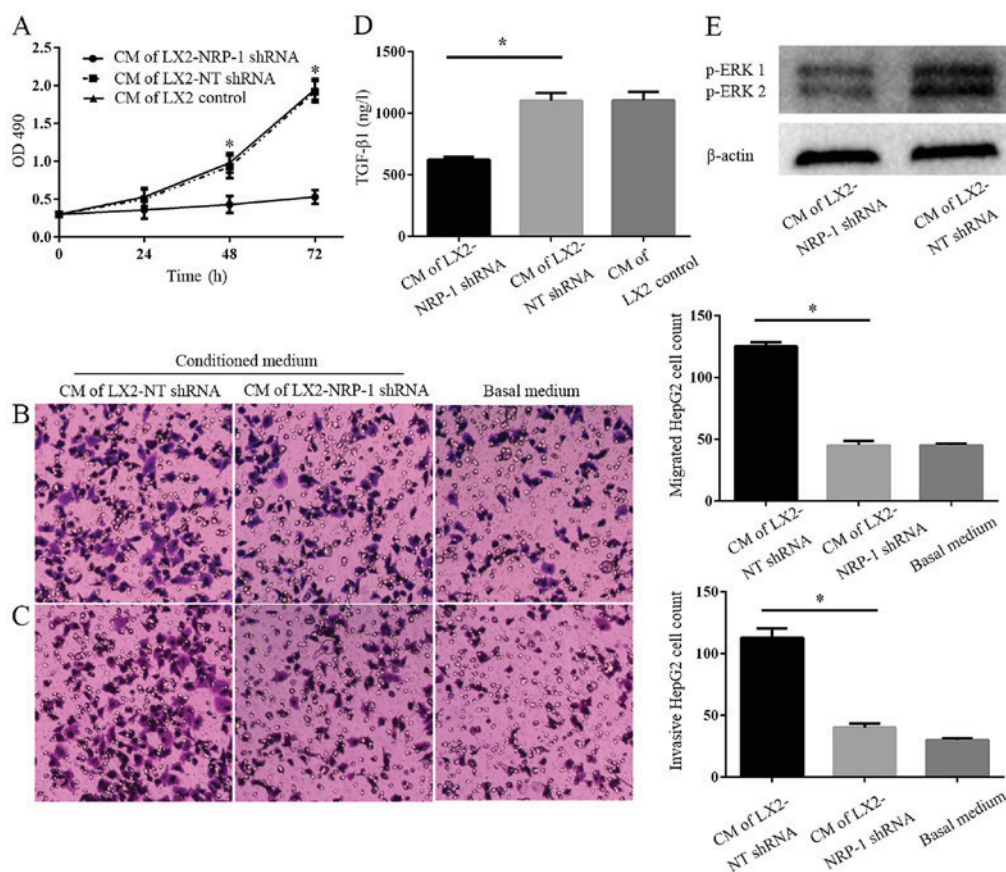 A
CM of LX2-NRP-1 shRNA
CM of LX2-NT shRNA
CM of LX2 control
2.5
2.0
1.5
1.0
0.5
0.0
OD 490
*
*
0
24
48
72
Time (h)
D
1500
1000
500
0
TGF-β1 (ng/l)
*
CM of LX2-
NRP-1 shRNA
CM of LX2-
NT shRNA
CM of
LX2 control
E
p-ERK 1
p-ERK 2
β-actin
CM of LX2-
NRP-1 shRNA
CM of LX2-
NT shRNA
Conditioned medium
CM of LX2-NT shRNA
CM of LX2-NRP-1 shRNA
Basal medium
B
C
150
100
50
0
Migrated HepG2 cell count
*
CM of LX2-
NT shRNA
CM of LX2-
NRP-1 shRNA
Basal medium
150
100
50
0
Invasive HepG2 cell count
*
CM of LX2-
NT shRNA
CM of LX2-
NRP-1 shRNA
Basal medium